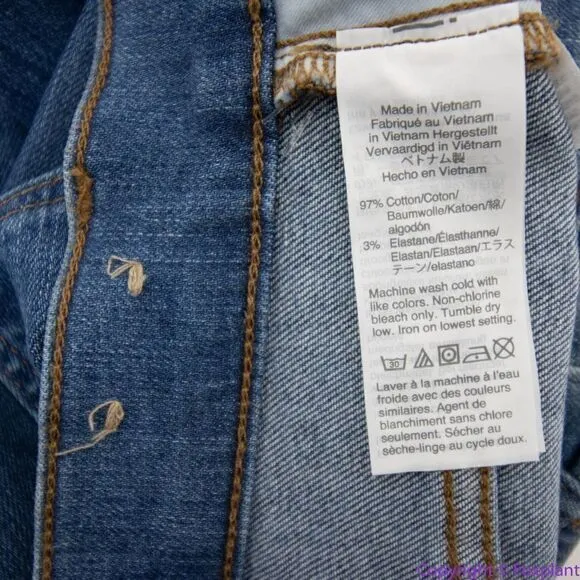 Made in Vietnam
Fabriqué au Vietnam
in Vietnam Hergestellt
Vervaardigd in Viêtnam
ベトナム製
Hecho en Vietnam
97% Cotton/Coton/
Baumwolle/Katoen/綿/
algodón
3% Elastane/Élasthanne/
Elastan/Elastaan/エラス
テーン/elastano
Machine wash cold with
like colors. Non-chlorine
bleach only. Tumble dry
low. Iron on lowest setting.
30
Laver à la machine à l'eau
froide avec des couleurs
similaires. Agent de
blanchiment sans chlore
seulement. Sécher au
sèche-linge au cycle doux.
Copyright